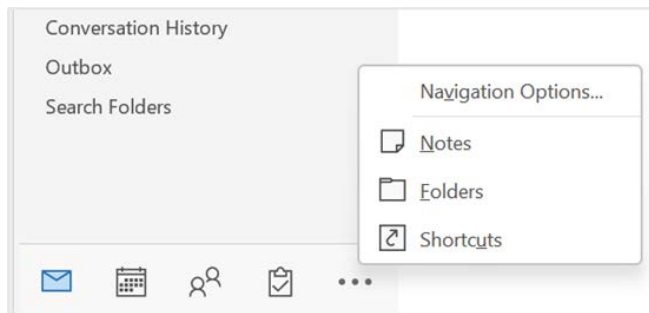 Conversation History
Outbox
Search Folders
Navigation Options...
Notes
Folders
Shortcuts